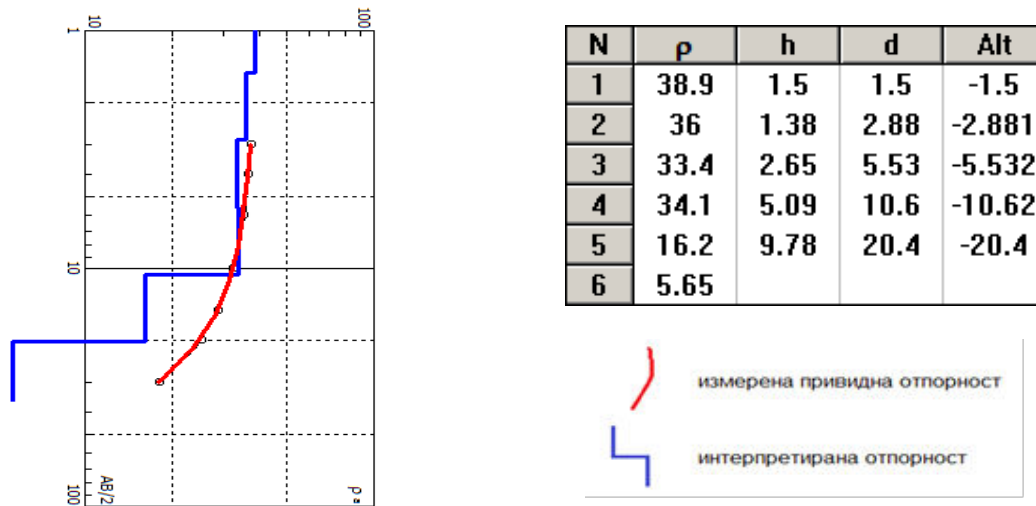 10 100
1
10
100
AB/2
ρa
N ρ h d Alt
1 38.9 1.5 1.5 -1.5
2 36 1.38 2.88 -2.881
3 33.4 2.65 5.53 -5.532
4 34.1 5.09 10.6 -10.62
5 16.2 9.78 20.4 -20.4
6 5.65
измерена привидна отпорност
интерпретирана отпорност